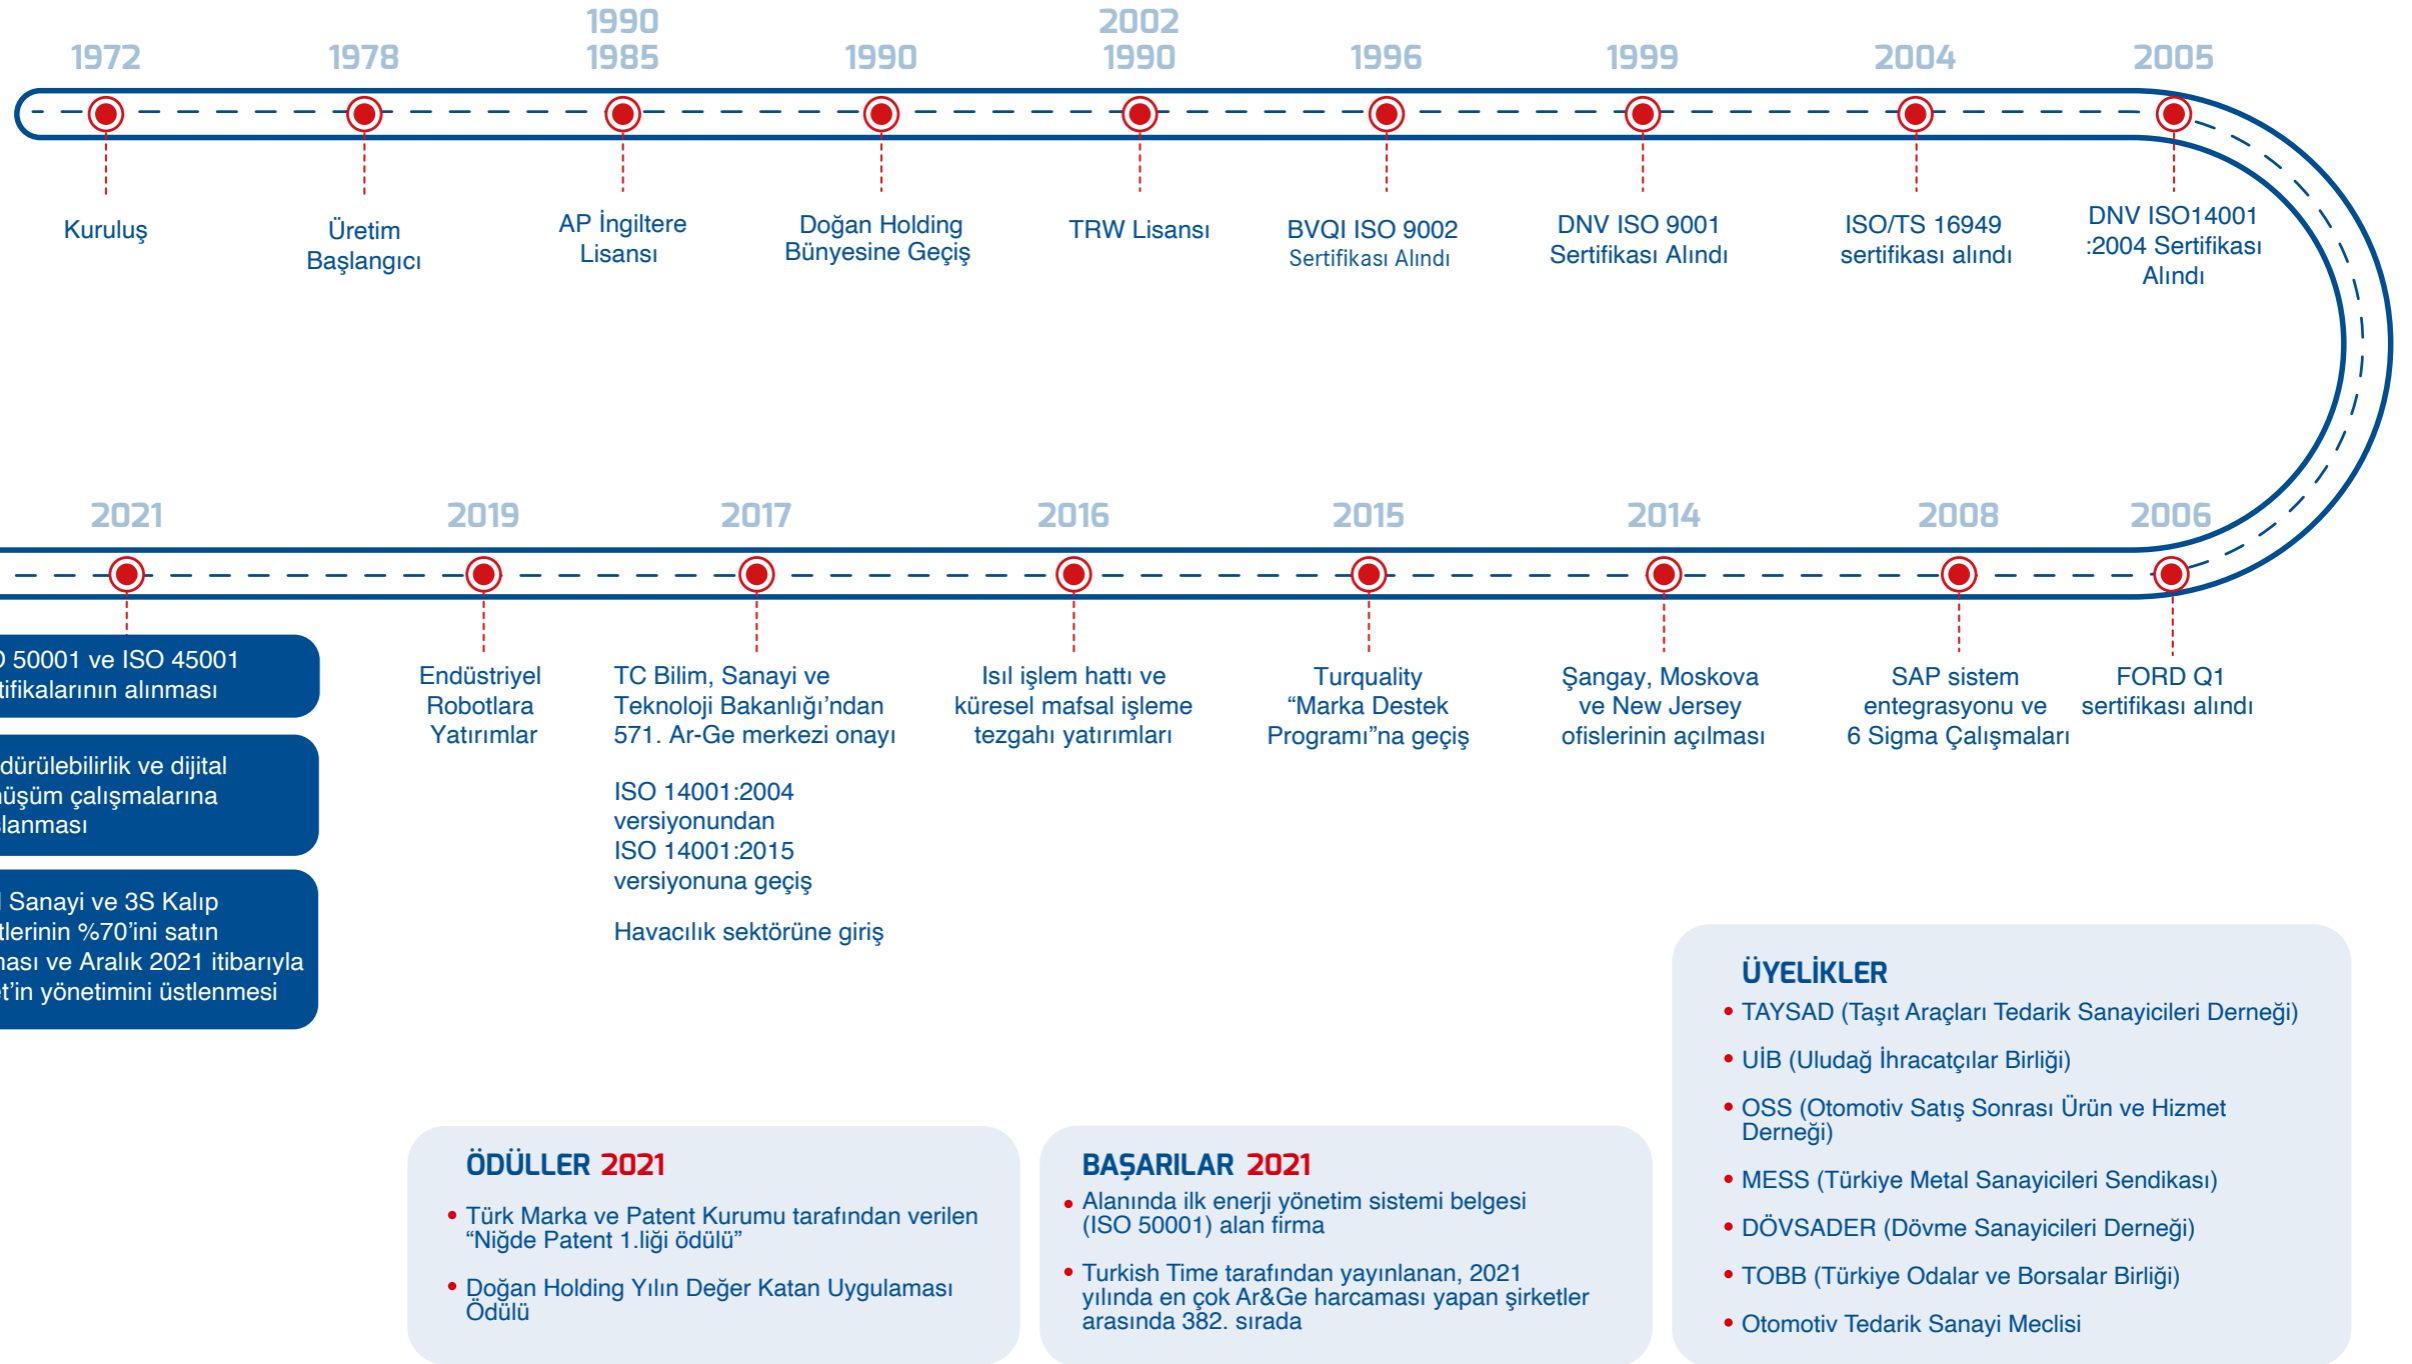 1972
Kuruluş
1978
Üretim
Başlangıcı
1990
1985
AP İngiltere
Lisansı
1990
Doğan Holding
Bünyesine Geçiş
2002
1990
TRW Lisansı
1996
BVQI ISO 9002
Sertifikası Alındı
1999
DNV ISO 9001
Sertifikası Alındı
2004
ISO/TS 16949
sertifikası alındı
2005
DNV ISO14001
:2004 Sertifikası
Alındı
2021
50001 ve ISO 45001
tifikalarının alınması
dürülebilirlik ve dijital
nüşüm çalışmalarına
şlanması
Sanayi ve 3S Kalıp
tlerinin %70’ini satın
ması ve Aralık 2021 itibarıyla
et’in yönetimini üstlenmesi
2019
Endüstriyel
Robotlara
Yatırımlar
2017
TC Bilim, Sanayi ve
Teknoloji Bakanlığı’ndan
571. Ar-Ge merkezi onayı
ISO 14001:2004
versiyonundan
ISO 14001:2015
versiyonuna geçiş
Havacılık sektörüne giriş
2016
Isıl işlem hattı ve
küresel mafsal işleme
tezgahı yatırımları
2015
Turquality
“Marka Destek
Programı”na geçiş
2014
Şangay, Moskova
ve New Jersey
ofislerinin açılması
2008
SAP sistem
entegrasyonu ve
6 Sigma Çalışmaları
2006
FORD Q1
sertifikası alındı
ÖDÜLLER 2021
• Türk Marka ve Patent Kurumu tarafından verilen
“Niğde Patent 1.liği ödülü”
• Doğan Holding Yılın Değer Katan Uygulaması
Ödülü
BAŞARILAR 2021
• Alanında ilk enerji yönetim sistemi belgesi
(ISO 50001) alan firma
• Turkish Time tarafından yayınlanan, 2021
yılında en çok Ar&Ge harcaması yapan şirketler
arasında 382. sırada
ÜYELİKLER
• TAYSAD (Taşıt Araçları Tedarik Sanayicileri Derneği)
• UİB (Uludağ İhracatçılar Birliği)
• OSS (Otomotiv Satış Sonrası Ürün ve Hizmet
Derneği)
• MESS (Türkiye Metal Sanayicileri Sendikası)
• DÖVSADER (Dövme Sanayicileri Derneği)
• TOBB (Türkiye Odalar ve Borsalar Birliği)
• Otomotiv Tedarik Sanayi Meclisi